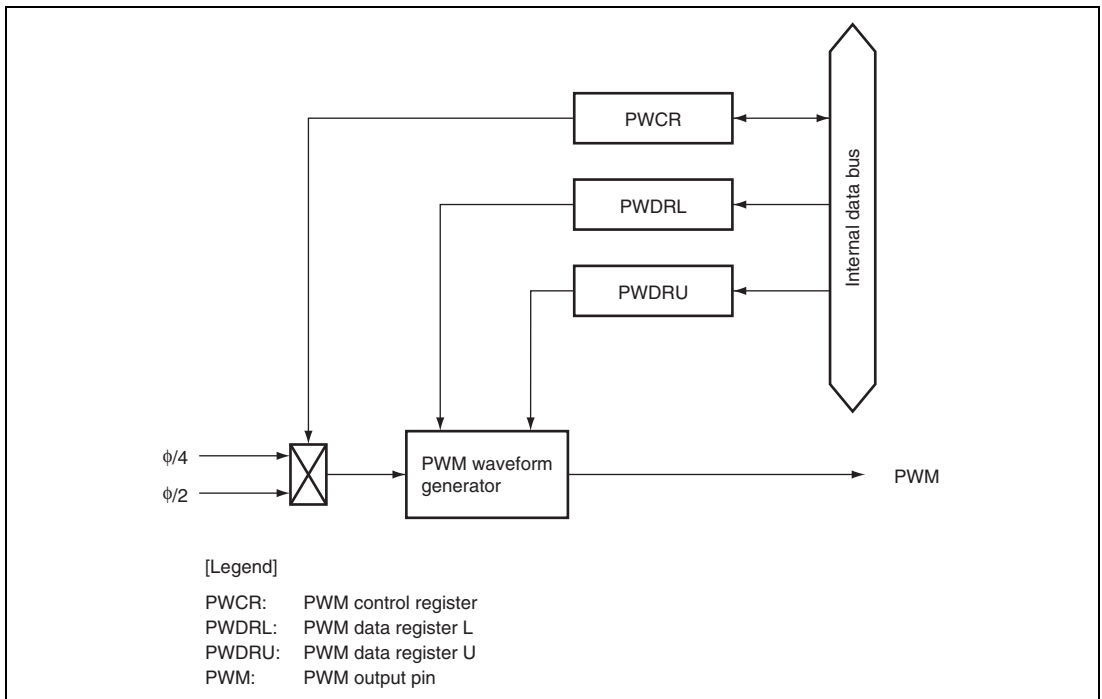 PWCR
PWDRL
PWDRU
Internal data bus
ϕ/4
ϕ/2
PWM waveform
generator
PWM
[Legend]
PWCR: PWM control register
PWDRL: PWM data register L
PWDRU: PWM data register U
PWM: PWM output pin